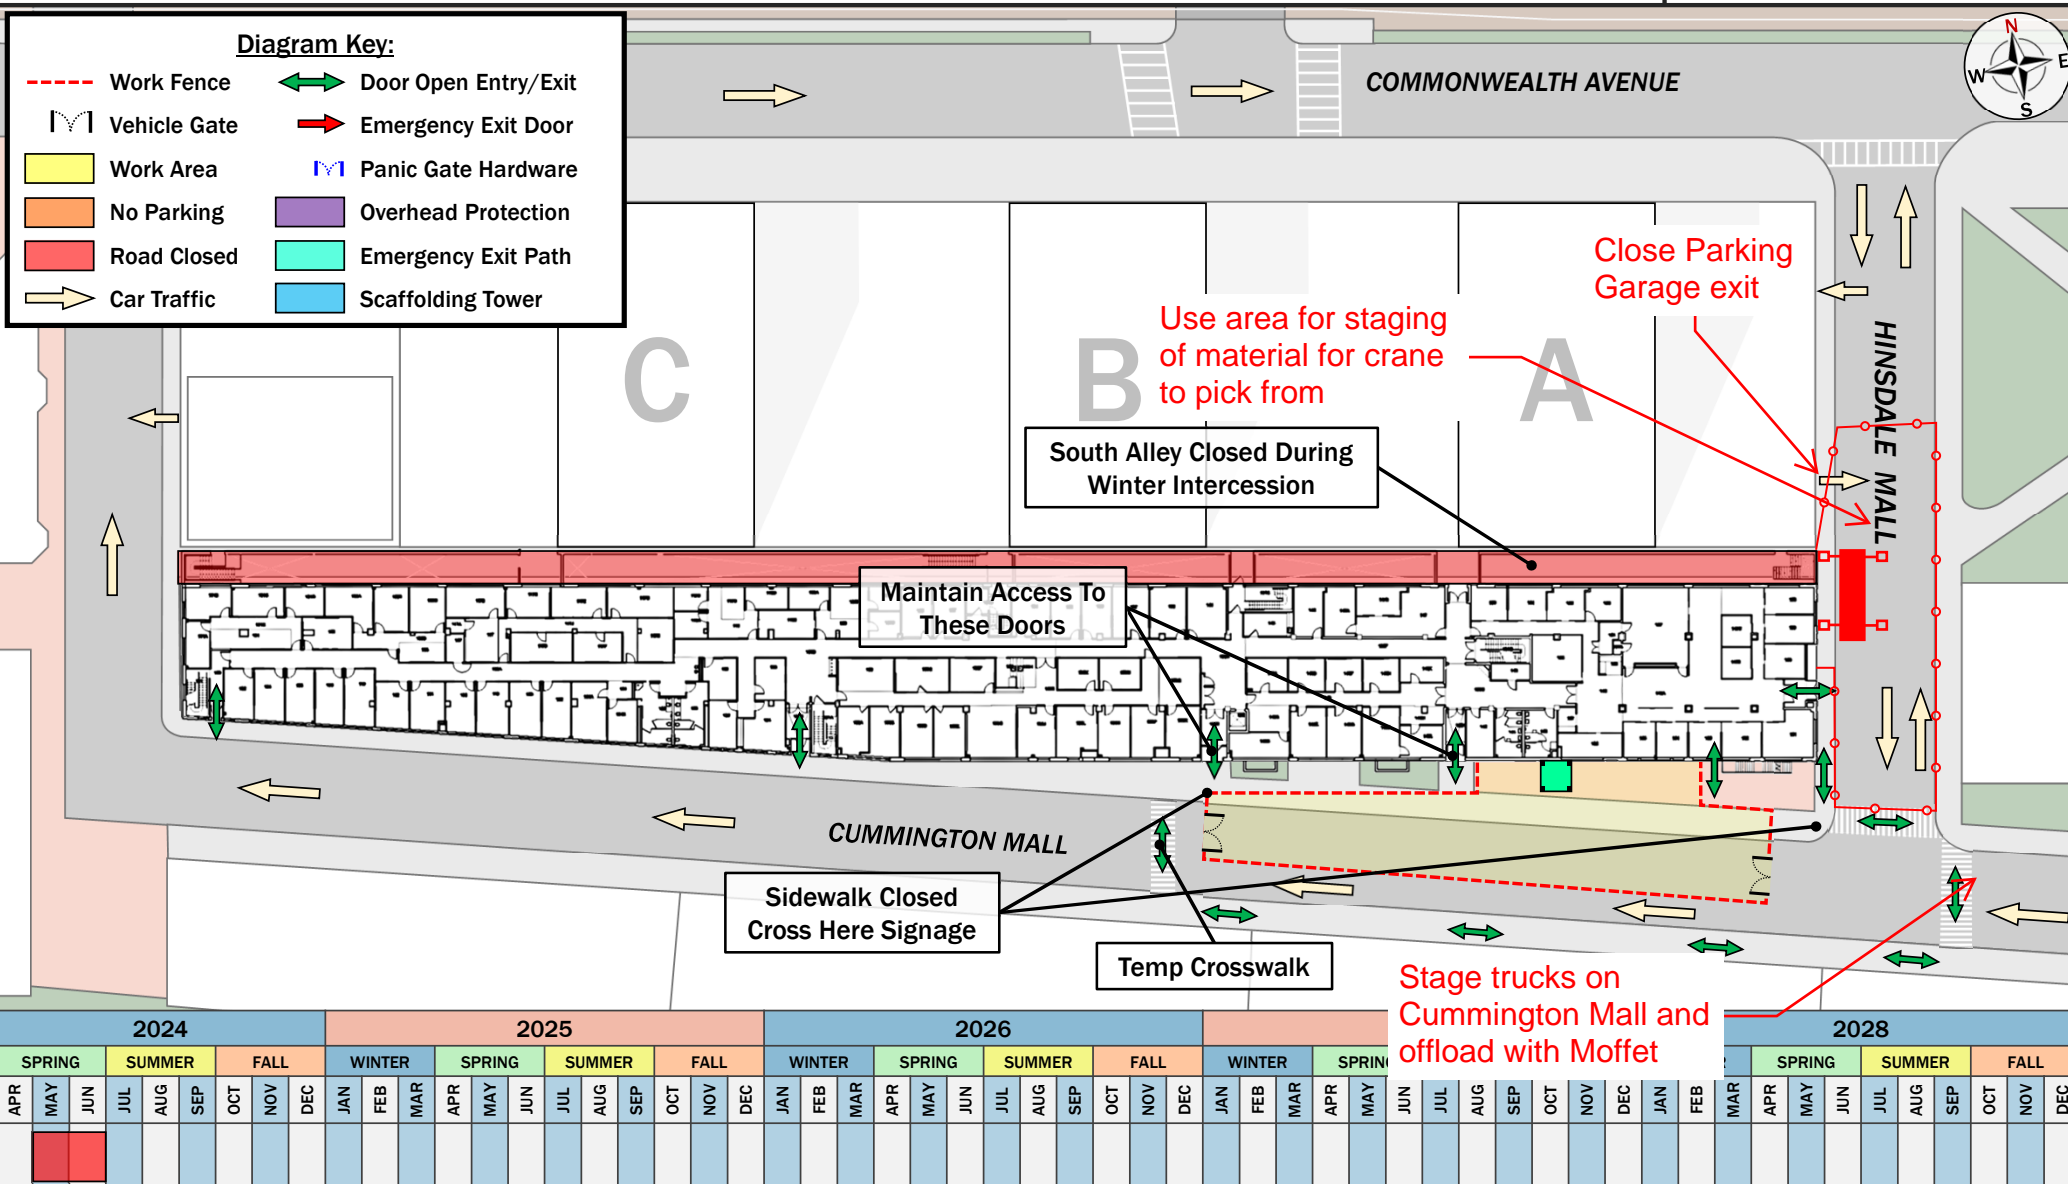 Diagram Key:
Work Fence
Door Open Entry/Exit
Vehicle Gate
Emergency Exit Door
Work Area
Panic Gate Hardware
No Parking
Overhead Protection
Road Closed
Emergency Exit Path
Car Traffic
Scaffolding Tower
COMMONWEALTH AVENUE
N
W
E
S
Close Parking
Garage exit
Use area for staging
of material for crane
to pick from
HINSDALE MALL
C
B
A
South Alley Closed During
Winter Intercession
Maintain Access To
These Doors
CUMMINGTON MALL
Sidewalk Closed
Cross Here Signage
Temp Crosswalk
Stage trucks on
Cummington Mall and
offload with Moffet
2024 2025 2026 2028
SPRING SUMMER FALL WINTER SPRING SUMMER FALL WINTER SPRING SUMMER FALL WINTER SPRING SUMMER FALL
APR MAY JUN JUL AUG SEP OCT NOV DEC JAN FEB MAR APR MAY JUN JUL AUG SEP OCT NOV DEC JAN FEB MAR APR MAY JUN JUL AUG SEP OCT NOV DEC JAN FEB MAR APR MAY JUN JUL AUG SEP OCT NOV DEC JAN FEB MAR APR MAY JUN JUL AUG SEP OCT NOV DEC